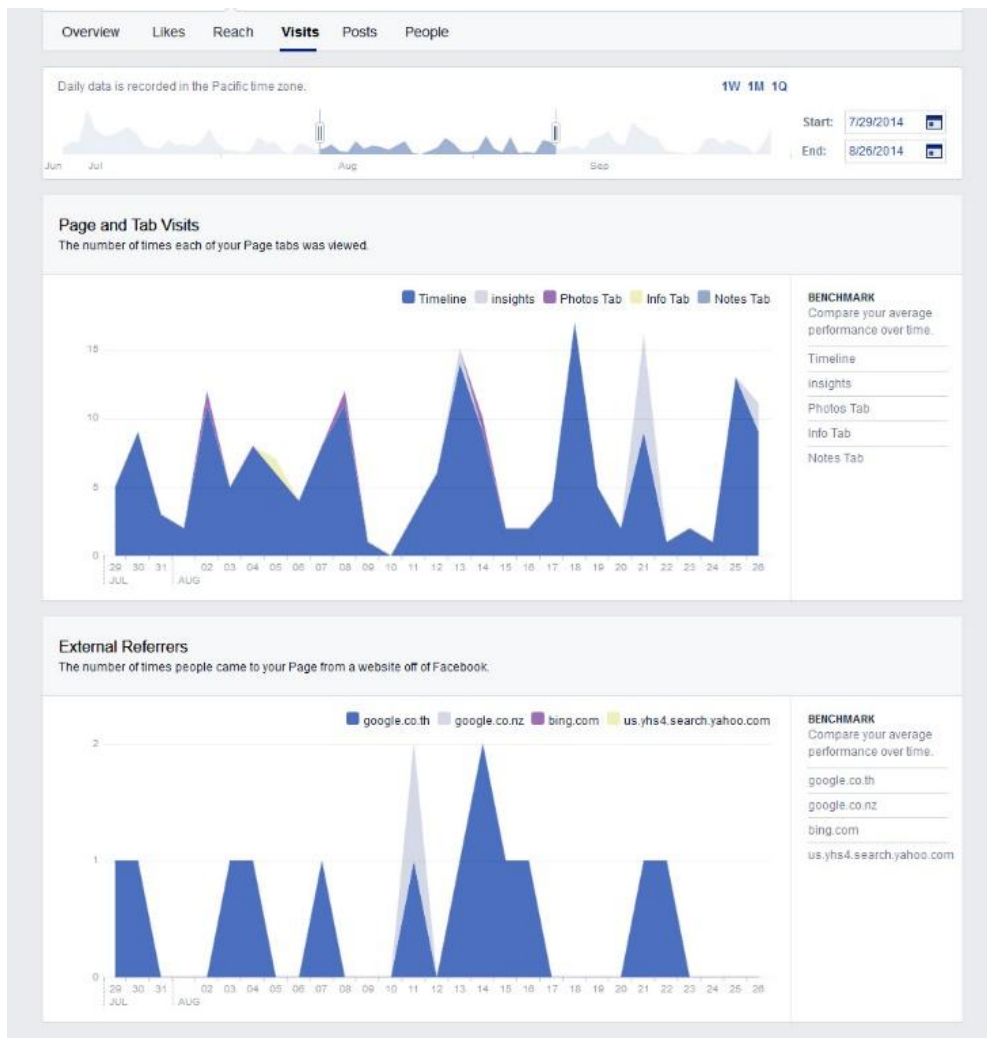 Overview Likes Reach Visits Posts People
Daily data is recorded in the Pacific time zone.
1W 1M 1Q
Start: 7/29/2014
End: 8/26/2014
Jun Jul Aug Sep
Page and Tab Visits
The number of times each of your Page tabs was viewed.
Timeline insights Photos Tab Info Tab Notes Tab
BENCHMARK
Compare your average
performance over time.
Timeline
insights
Photos Tab
Info Tab
Notes Tab
15
10
5
0
29 30 31 02 03 04 05 06 07 08 09 10 11 12 13 14 15 16 17 18 19 20 21 22 23 24 25 26
JUL AUG
External Referrers
The number of times people came to your Page from a website off of Facebook.
google.co.th google.co.nz bing.com us.yhs4.search.yahoo.com
BENCHMARK
Compare your average
performance over time.
google.co.th
google.co.nz
bing.com
us.yhs4.search.yahoo.com
2
1
0
29 30 31 02 03 04 05 06 07 08 09 10 11 12 13 14 15 16 17 18 19 20 21 22 23 24 25 26
JUL AUG